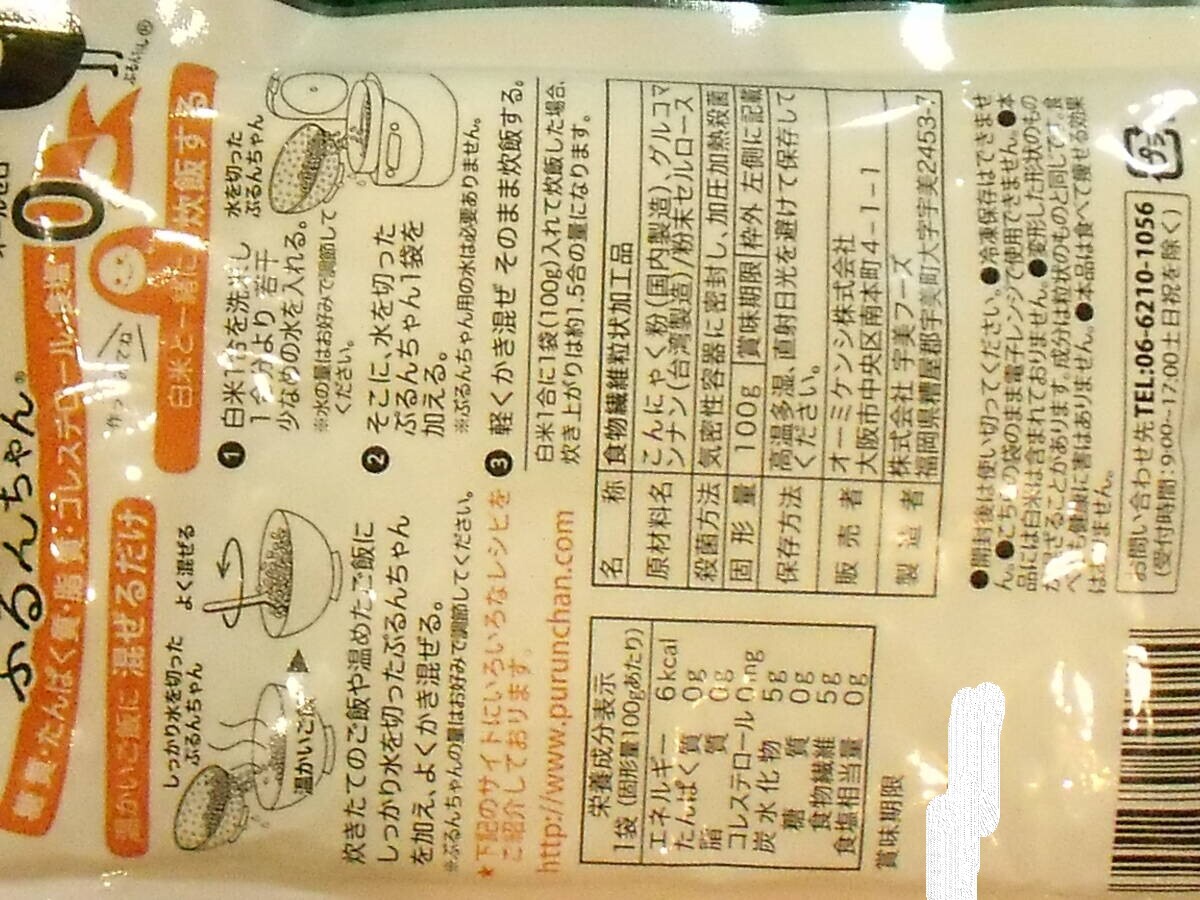 ぷるんちゃん®
糖質・たんぱく質・脂質・コレステロール・食塩
0
ぷるんちゃん®
温かいご飯に 混ぜるだけ
しっかり水を切った
ぷるんちゃん
よく混ぜる
温かいご飯
炊きたてのご飯や温めたご飯に
しっかり水を切ったぷるんちゃん
を加え、よくかき混ぜる。
※ぷるんちゃんの量はお好みで調節してください。
★下記のサイトにいろいろなレシピを
ご紹介しております。
http://www.purunchan.com
白米と一緒に 炊飯する
水を切った
ぷるんちゃん
❶ 白米1合を洗米し
1合分より 若干
少なめの水を入れる。
※水の量はお好みで調節して
ください。
❷ そこに、水を切った
ぷるんちゃん1袋を
加える。
※ぷるんちゃん用の水は必要ありません。
❸ 軽くかき混ぜ そのまま炊飯する。
白米1合に1袋(100g)入れて炊飯した場合、
炊き上がりは約1.5合の量になります。
栄養成分表示
1袋(固形量100gあたり)
エネルギー 6kcal
たんぱく質 0g
脂質 0g
コレステロール 0mg
炭水化物 5g
糖質 0g
食物繊維 5g
食塩相当量 0g
賞味期限
名称 食物繊維粒状加工品
原材料名 こんにゃく粉(国内製造)、グルコマ
ンナン(台湾製造)/粉末セルロース
殺菌方法 気密性容器に密封し、加圧加熱殺菌
固形量 100g 賞味期限 枠外 左側に記載
保存方法 高温多湿、直射日光を避けて保存して
ください。
販売者 オーミケンシ株式会社
大阪市中央区南本町4-1-1
製造者 株式会社 宇美フーズ
福岡県糟屋郡宇美町大字宇美2453-7
●開封後は使い切ってください。●冷凍保存はできませ
ん。●こちらの袋のまま電子レンジで使用できません。●本
品には白米は含まれておりません。●変形した形状のもの
が混ざることがあります。成分は粒状のものと同じです。食
べても健康に害はありません。●本品は食べて痩せる効果
はありません。
お問い合わせ先 TEL:06-6210-1056
(受付時間:9:00~17:00土日祝を除く)
プラ